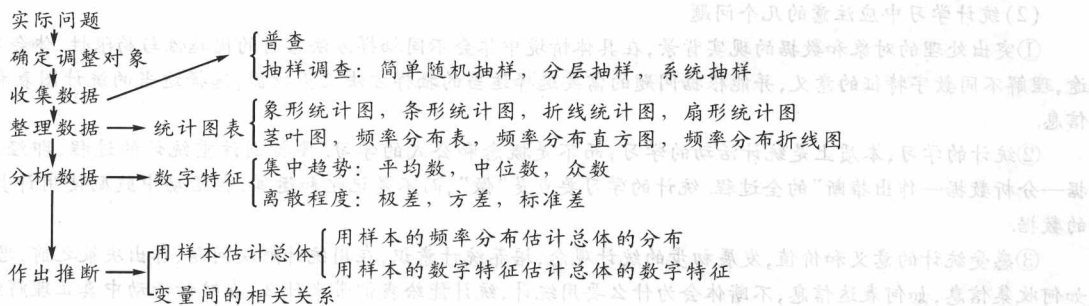 实际问题
确定调整对象
收集数据
普查
抽样调查：简单随机抽样，分层抽样，系统抽样
整理数据
统计图表
象形统计图，条形统计图，折线统计图，扇形统计图
茎叶图，频率分布表，频率分布直方图，频率分布折线图
分析数据
数字特征
集中趋势：平均数，中位数，众数
离散程度：极差，方差，标准差
作出推断
用样本估计总体
用样本的频率分布估计总体的分布
用样本的数字特征估计总体的数字特征
变量间的相关关系